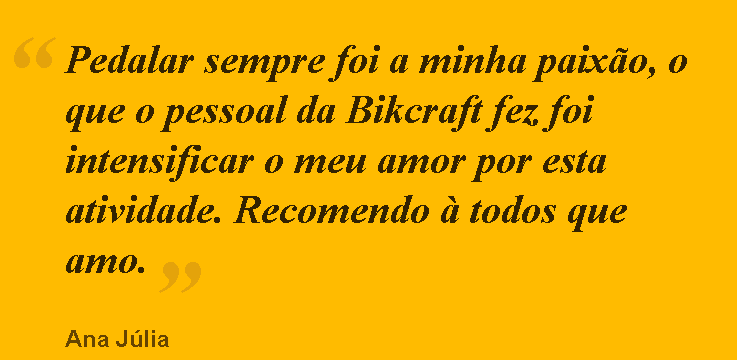 “Pedalar sempre foi a minha paixão, o
que o pessoal da Bikcraft fez foi
intensificar o meu amor por esta
atividade. Recomendo à todos que
amo.”
Ana Júlia